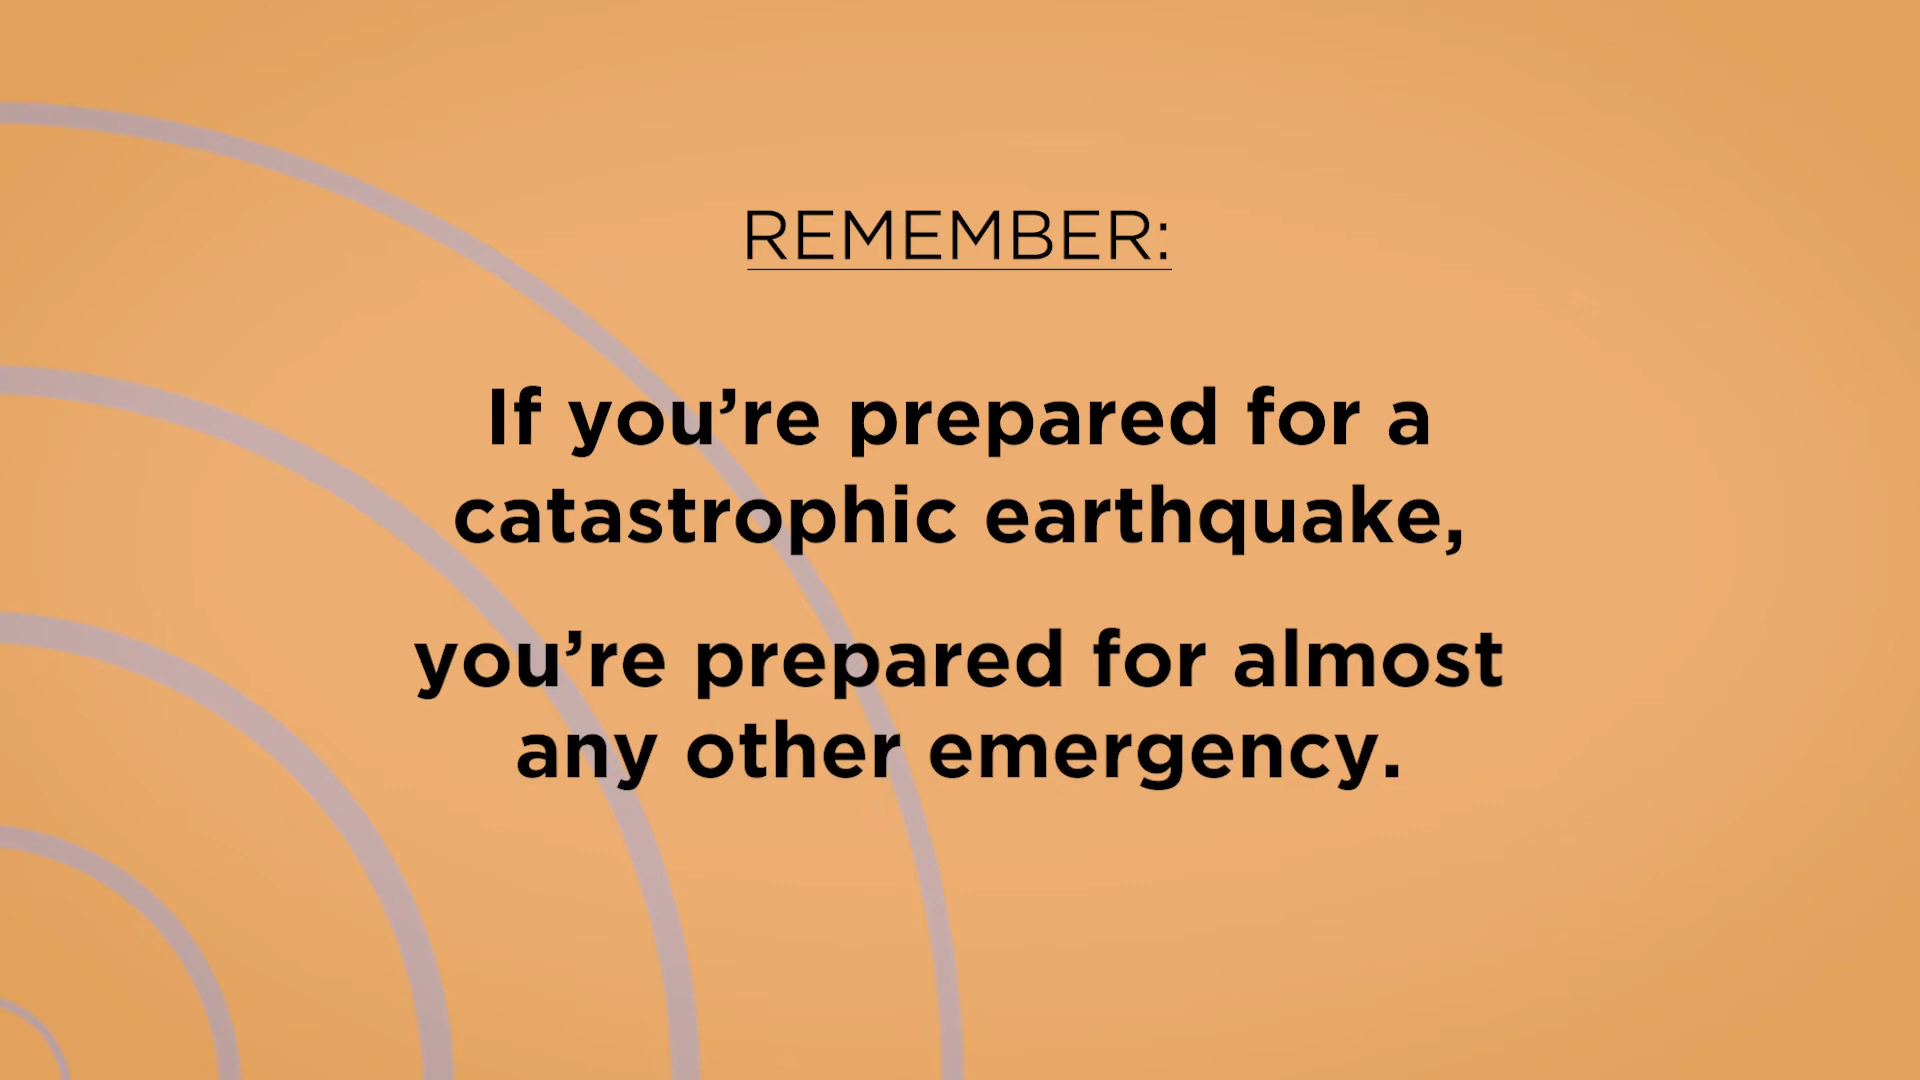 REMEMBER:
If you’re prepared for a
catastrophic earthquake,
you’re prepared for almost
any other emergency.